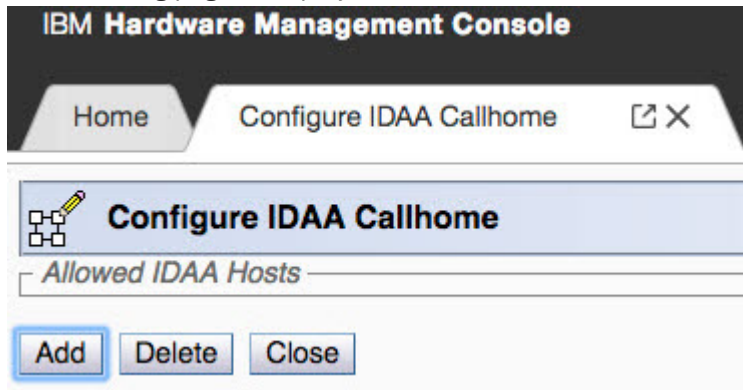 IBM Hardware Management Console
Home Configure IDAA Callhome
Configure IDAA Callhome
Allowed IDAA Hosts
Add Delete Close